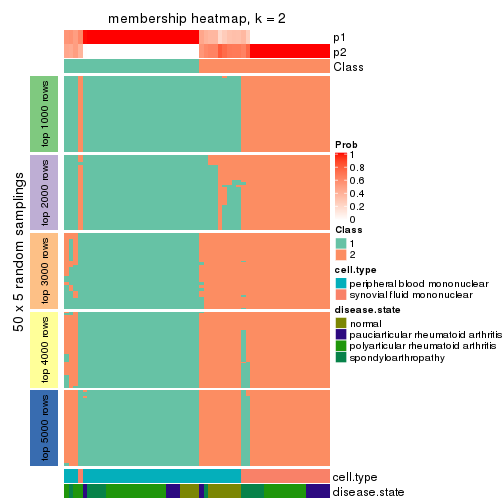 membership heatmap, k = 2
p1
p2
Class
50 x 5 random samplings
top 1000 rows
top 2000 rows
top 3000 rows
top 4000 rows
top 5000 rows
Prob
1
0.8
0.6
0.4
0.2
0
Class
1
2
cell.type
peripheral blood mononuclear
synovial fluid mononuclear
disease.state
normal
pauciarticular rheumatoid arthritis
polyarticular rheumatoid arthritis
spondyloarthropathy
cell.type
disease.state